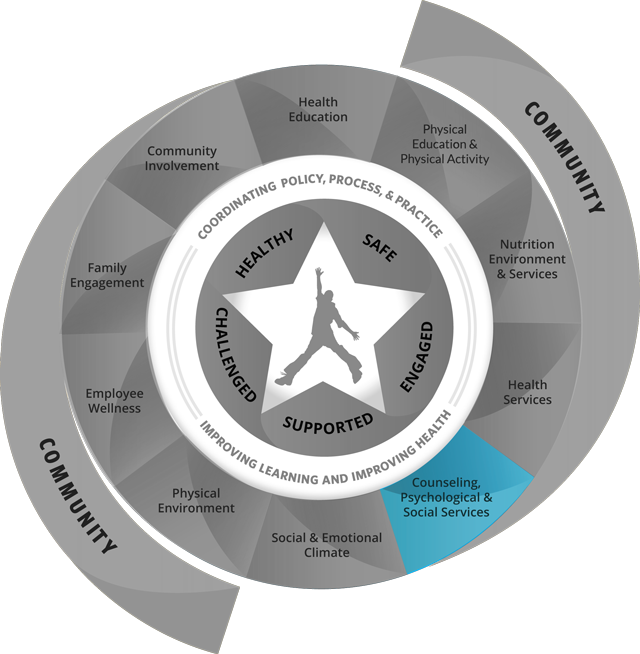 COMMUNITY
Health
Education
Physical
Education &
Physical Activity
Nutrition
Environment
& Services
Health
Services
Counseling,
Psychological &
Social Services
Social & Emotional
Climate
Physical
Environment
Employee
Wellness
Family
Engagement
Community
Involvement
COORDINATING POLICY, PROCESS, & PRACTICE
IMPROVING LEARNING AND IMPROVING HEALTH
HEALTHY
SAFE
ENGAGED
SUPPORTED
CHALLENGED
COMMUNITY